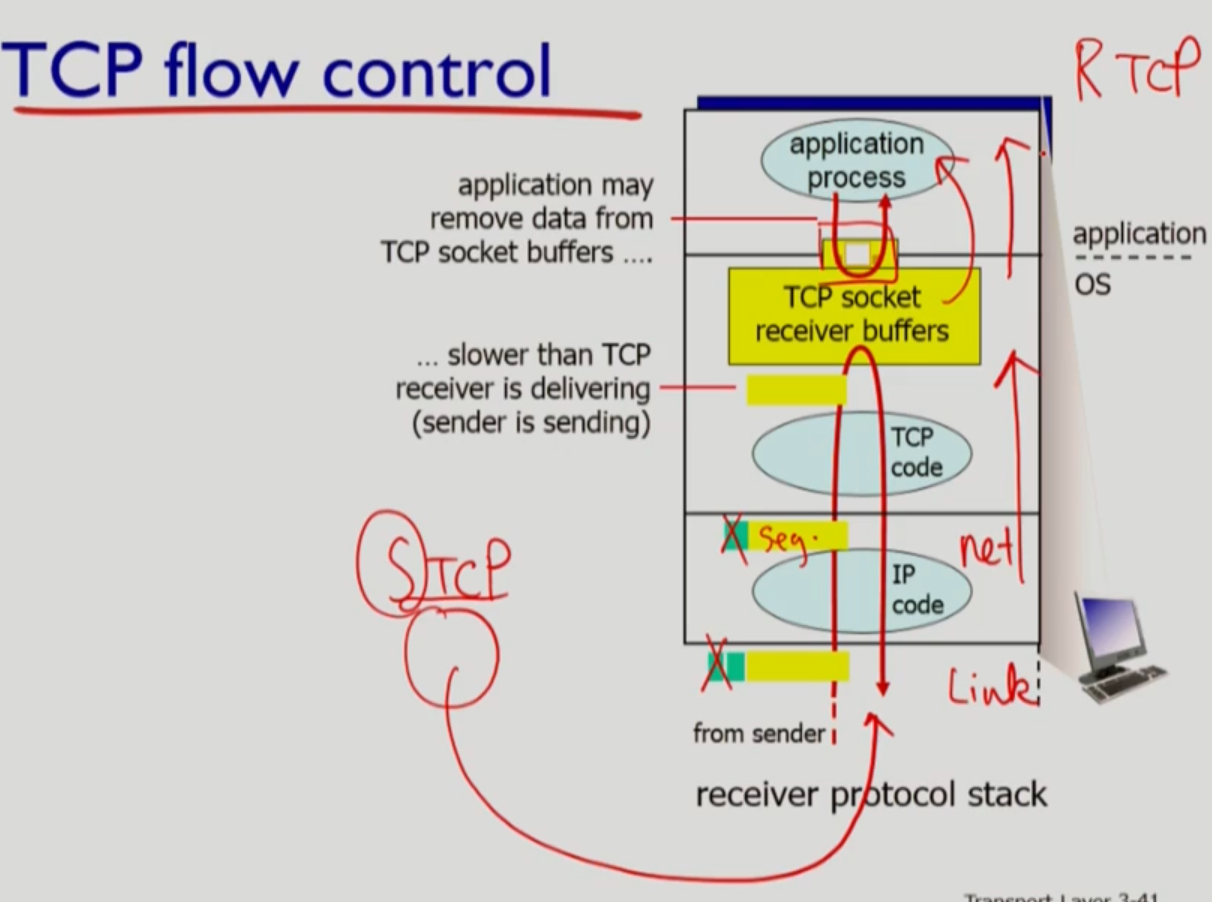 TCP flow control
R TCP
application
process
application may
remove data from
TCP socket buffers ....
application
OS
TCP socket
receiver buffers
... slower than TCP
receiver is delivering
(sender is sending)
TCP
code
Seg.
net
STCP
IP
code
Link
from sender
receiver protocol stack
Transport Layer 3-41